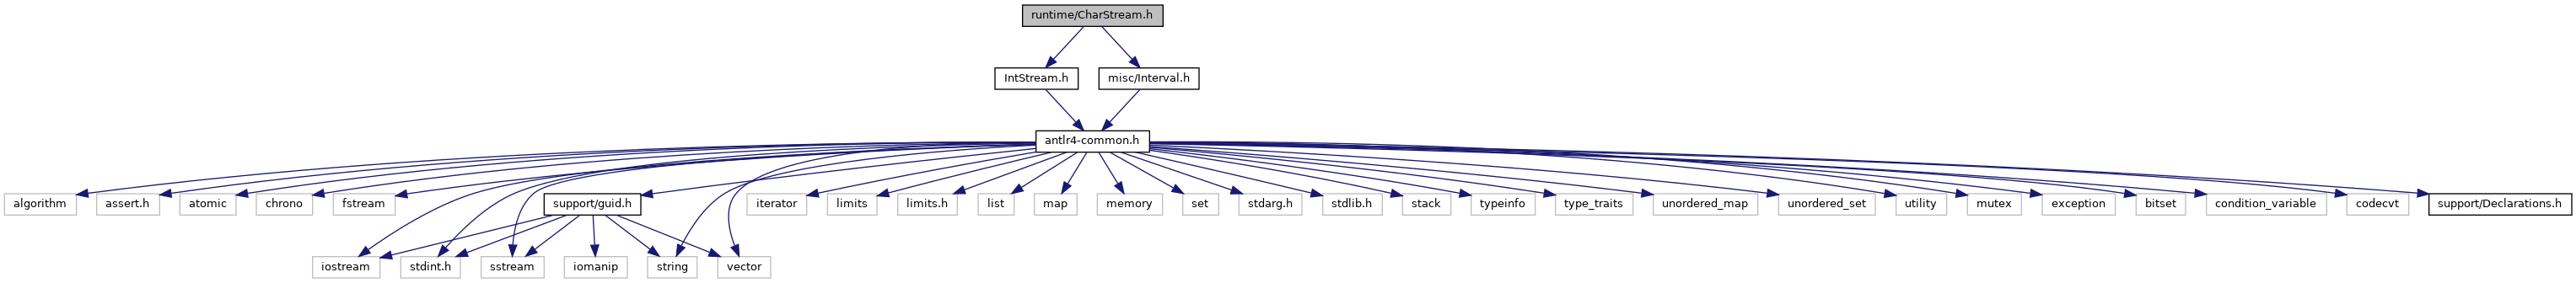 runtime/CharStream.h
IntStream.h
misc/Interval.h
antlr4-common.h
algorithm
assert.h
atomic
chrono
fstream
support/guid.h
iterator
limits
limits.h
list
map
memory
set
stdarg.h
stdlib.h
stack
typeinfo
type_traits
unordered_map
unordered_set
utility
mutex
exception
bitset
condition_variable
codecvt
support/Declarations.h
iostream
stdint.h
sstream
iomanip
string
vector